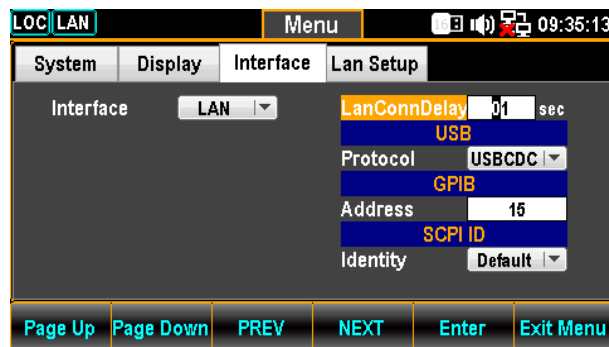 LOC LAN Menu 16 09:35:13
System Display Interface Lan Setup
Interface LAN LanConnDelay 01 sec
USB
Protocol USBCDC
GPIB
Address 15
SCPI ID
Identity Default
Page Up Page Down PREV NEXT Enter Exit Menu